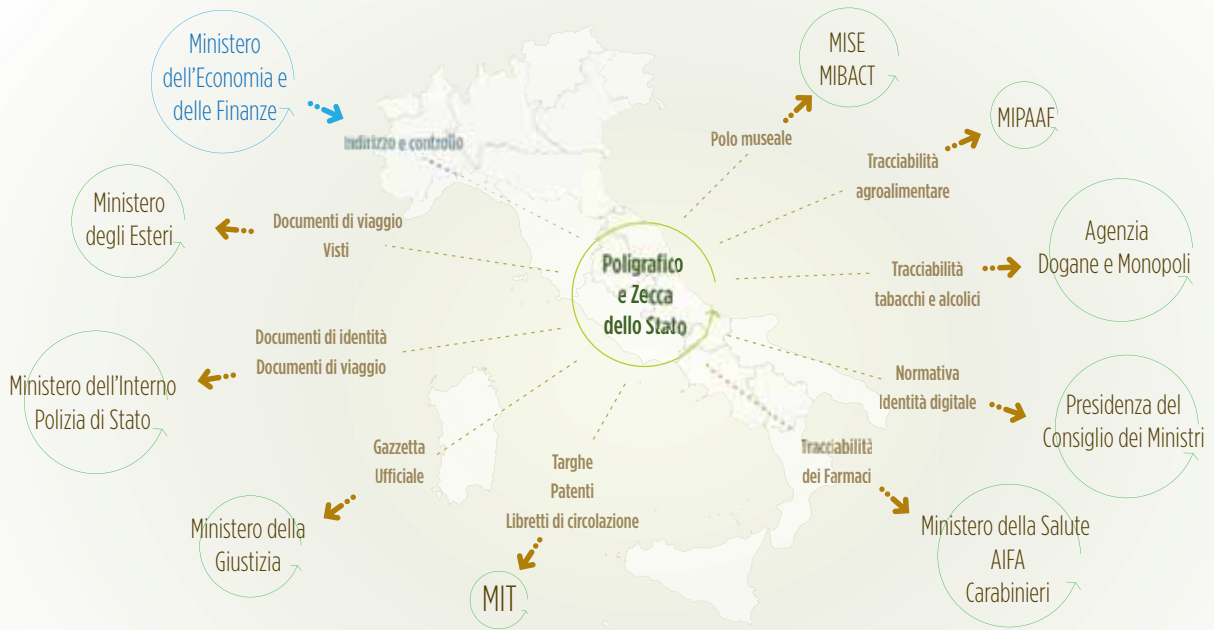 Ministero
dell'Economia e
delle Finanze
Indirizzo e controllo
MISE
MIBACT
Polo museale
MIPAAF
Tracciabilità
agroalimentare
Ministero
degli Esteri
Documenti di viaggio
Visti
Agenzia
Dogane e Monopoli
Tracciabilità
tabacchi e alcolici
Poligrafico
e Zecca
dello Stato
Documenti di identità
Documenti di viaggio
Ministero dell'Interno
Polizia di Stato
Normativa
Identità digitale
Presidenza del
Consiglio dei Ministri
Gazzetta
Ufficiale
Ministero della
Giustizia
Targhe
Patenti
Libretti di circolazione
MIT
Tracciabilità
dei Farmaci
Ministero della Salute
AIFA
Carabinieri